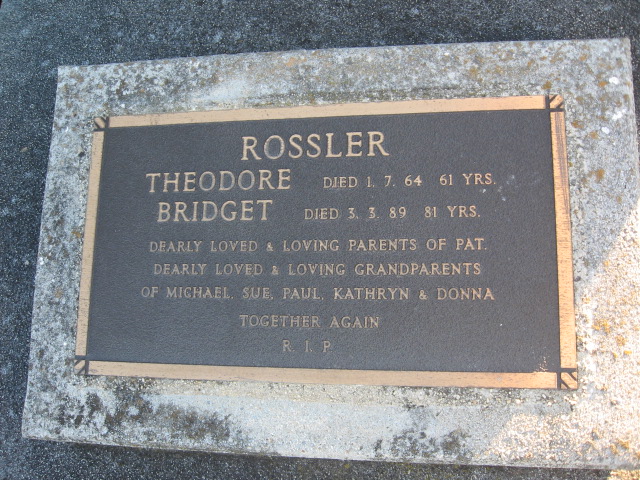 ROSSLER
THEODORE DIED 1. 7. 64 61 YRS.
BRIDGET DIED 3. 3. 89 81 YRS.
DEARLY LOVED & LOVING PARENTS OF PAT.
DEARLY LOVED & LOVING GRANDPARENTS
OF MICHAEL, SUE, PAUL, KATHRYN & DONNA
TOGETHER AGAIN
R. I. P.